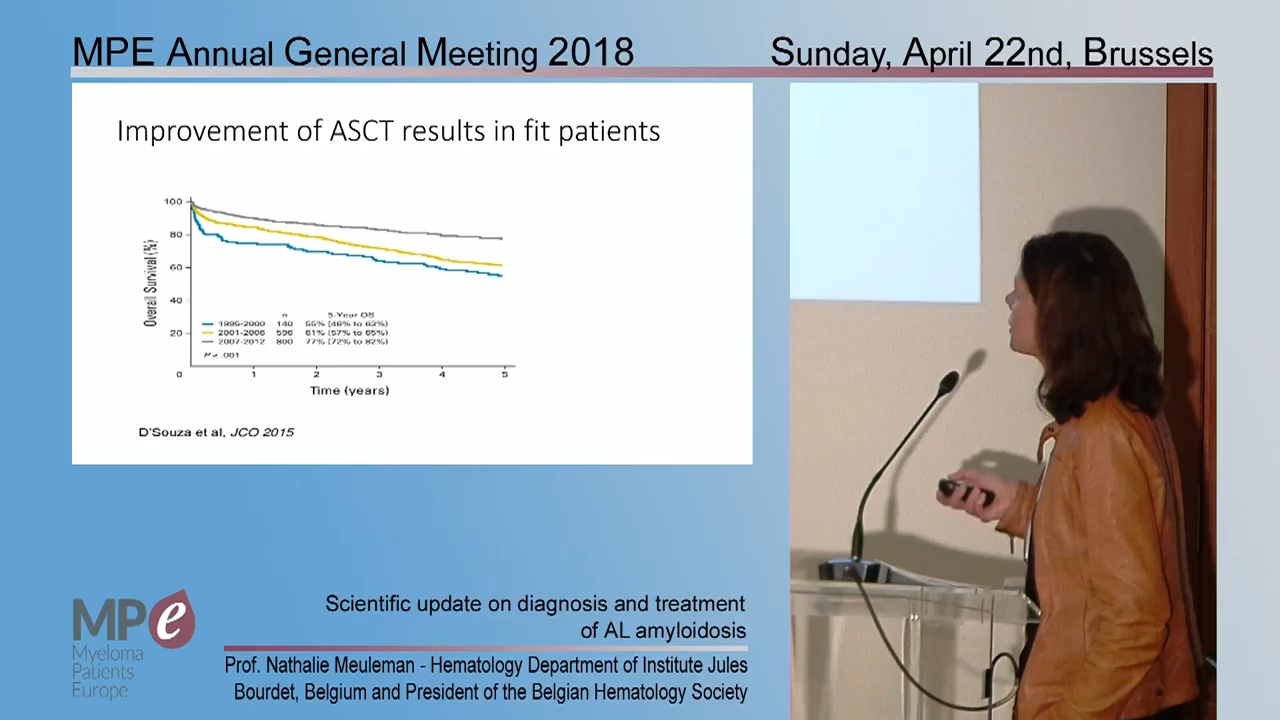 MPE Annual General Meeting 2018
Sunday, April 22nd, Brussels
Improvement of ASCT results in fit patients
Overall Survival (%)
100
80
60
40
20
0
1
2
3
4
5
Time (years)
n 5-Year OS
1995-2000 140 55% (46% to 63%)
2001-2006 596 61% (57% to 65%)
2007-2012 800 77% (72% to 82%)
P < .001
D'Souza et al, JCO 2015
MPe
Myeloma
Patients
Europe
Scientific update on diagnosis and treatment
of AL amyloidosis
Prof. Nathalie Meuleman - Hematology Department of Institute Jules
Bourdet, Belgium and President of the Belgian Hematology Society